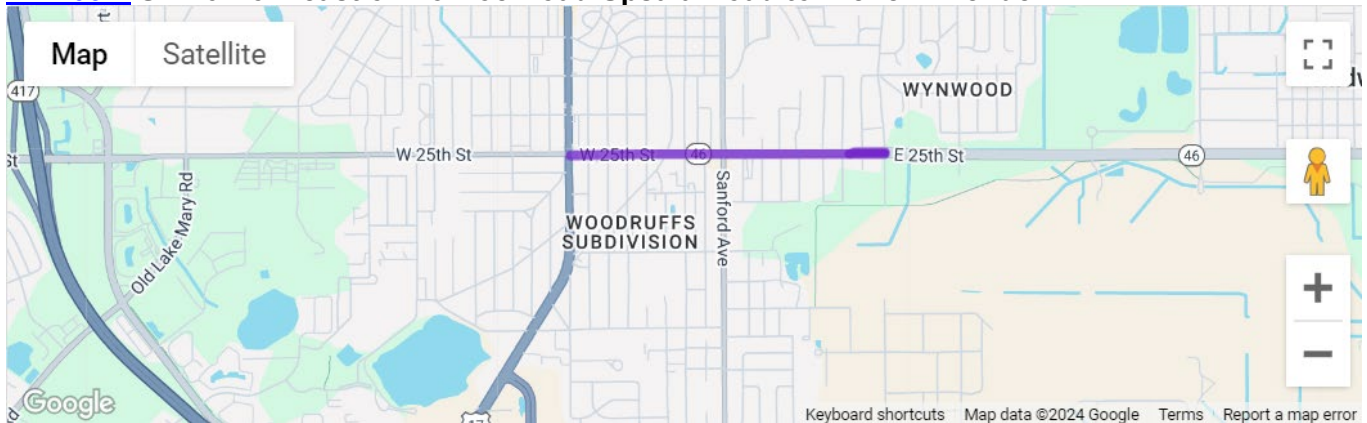 Map Satellite
417
St
W 25th St
W 25th St
46
E 25th St
46
WYNWOOD
Sanford Ave
Old Lake Mary Rd
WOODRUFFS
SUBDIVISION
17
Google
Keyboard shortcuts Map data ©2024 Google Terms Report a map error